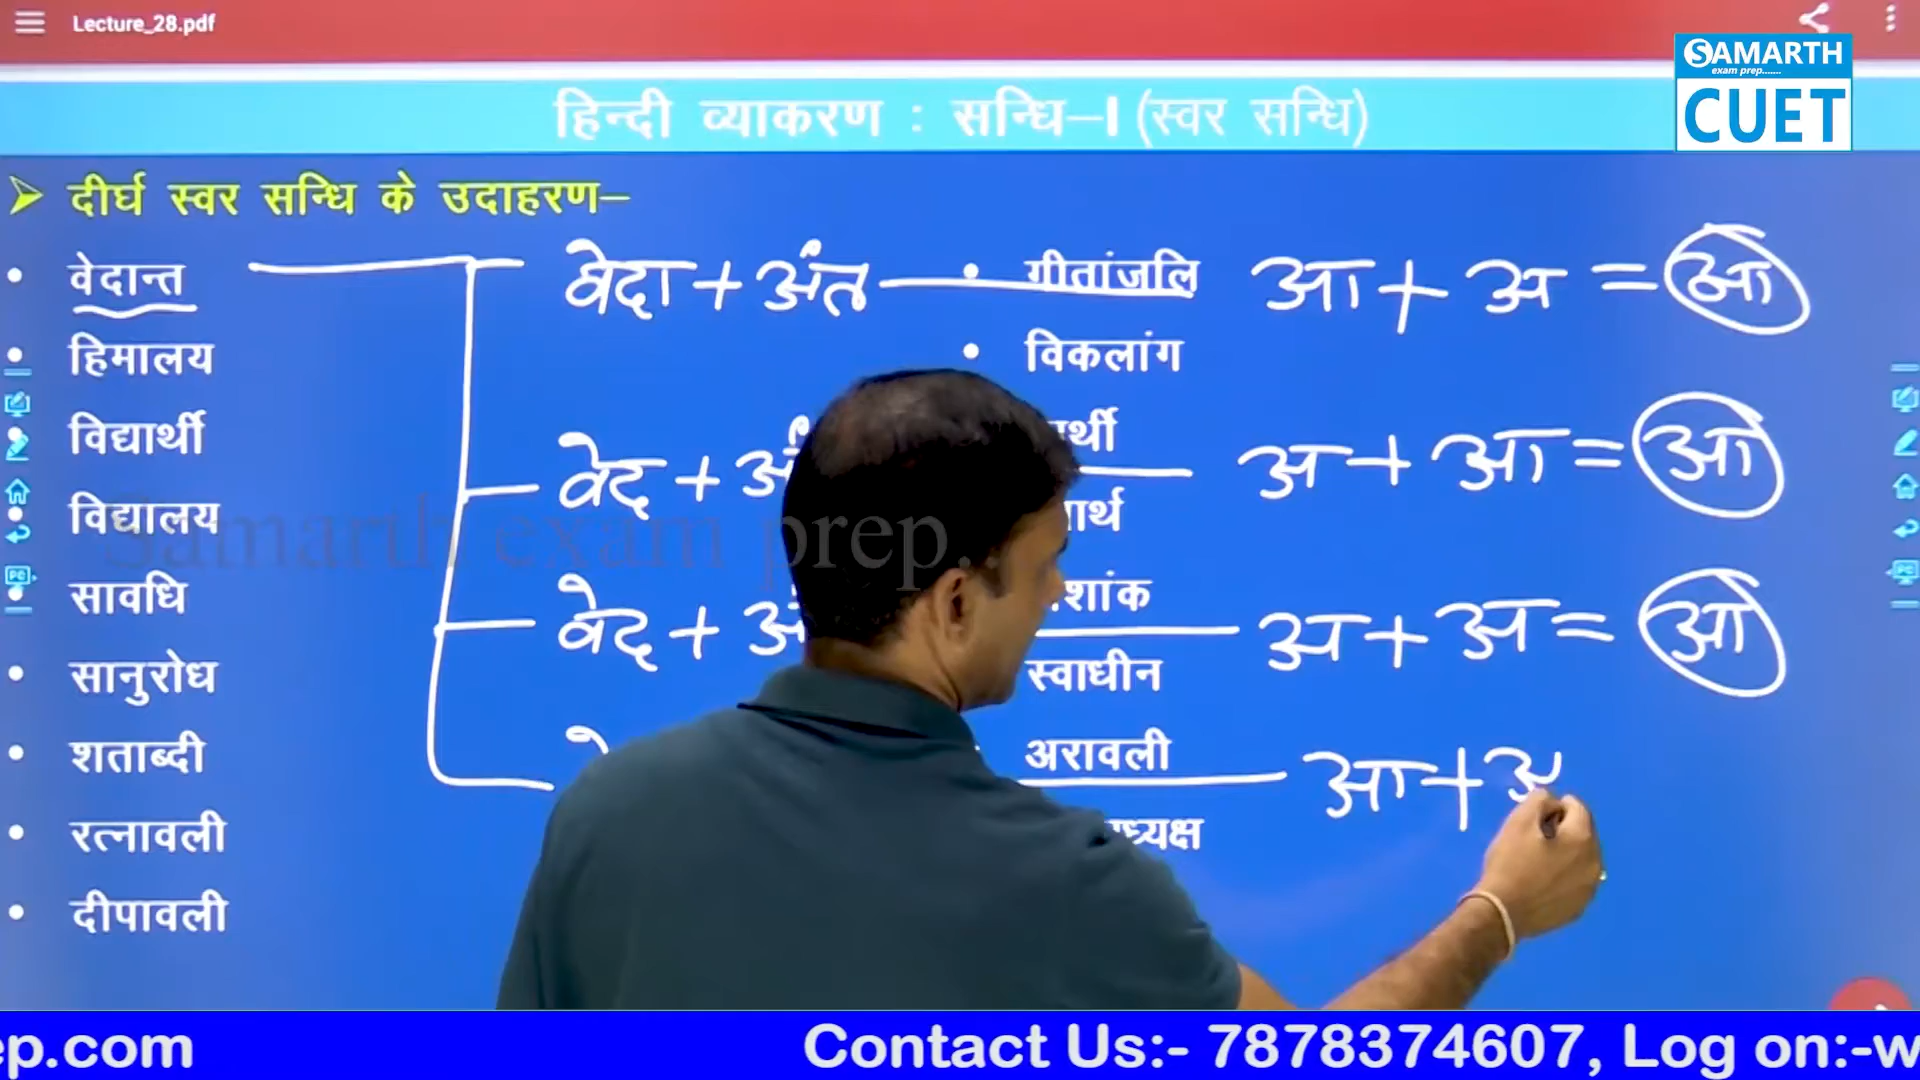 Lecture_28.pdf
SAMARTH
exam prep......
CUET
हिन्दी व्याकरण : सन्धि–I (स्वर सन्धि)
दीर्घ स्वर सन्धि के उदाहरण–
वेदान्त
हिमालय
विद्यार्थी
विद्यालय
सावधि
सानुरोध
शताब्दी
रत्नावली
दीपावली
वेदा + अंत
वेद +
वेद +
गीतांजलि
विकलांग
स्वाधीन
अरावली
आ + अ = आ
अ + आ = आ
अ + अ = आ
आ +
Samarth exam prep..
ep.com
Contact Us:- 7878374607, Log on:-w